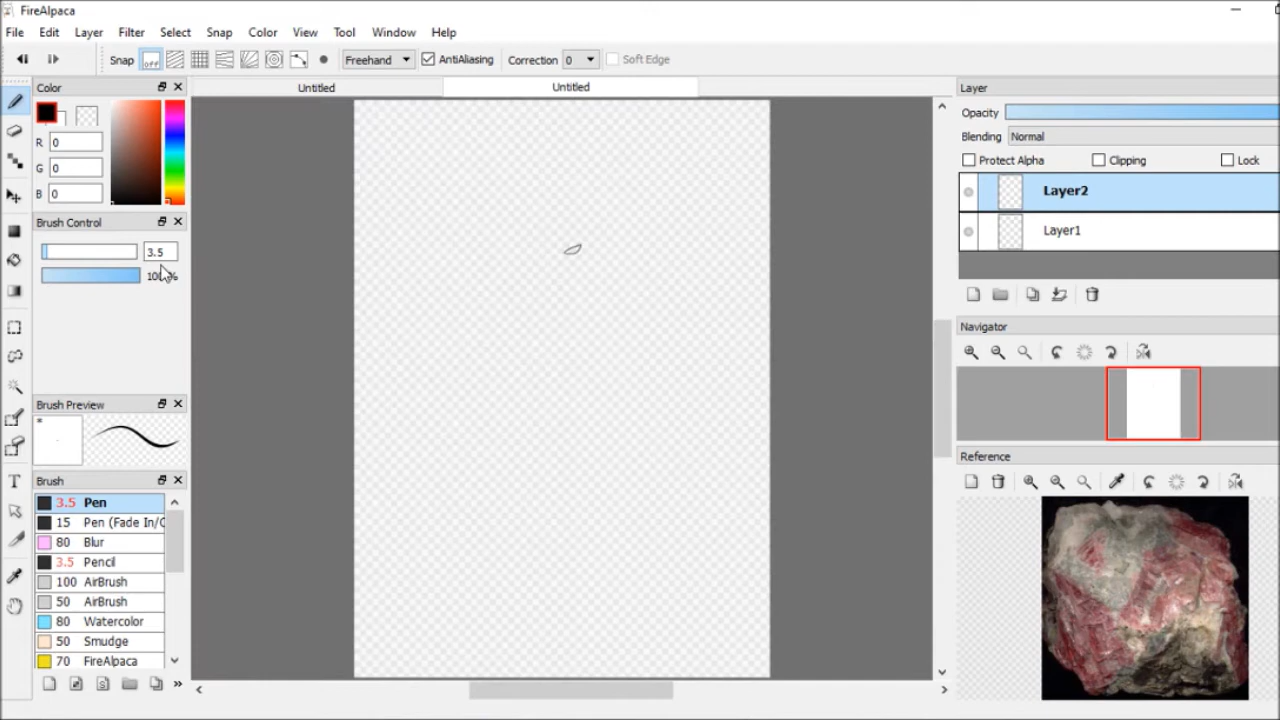 FireAlpaca
File Edit Layer Filter Select Snap Color View Tool Window Help
Snap off Freehand AntiAliasing Correction 0 Soft Edge
Color
Untitled
Untitled
Layer
R 0
G 0
B 0
Opacity
Blending Normal
Protect Alpha Clipping Lock
Layer2
Layer1
Brush Control
3.5
Navigator
Brush Preview
*
Reference
Brush
3.5 Pen
15 Pen (Fade In/O
80 Blur
3.5 Pencil
100 AirBrush
50 AirBrush
80 Watercolor
50 Smudge
70 FireAlpaca
T